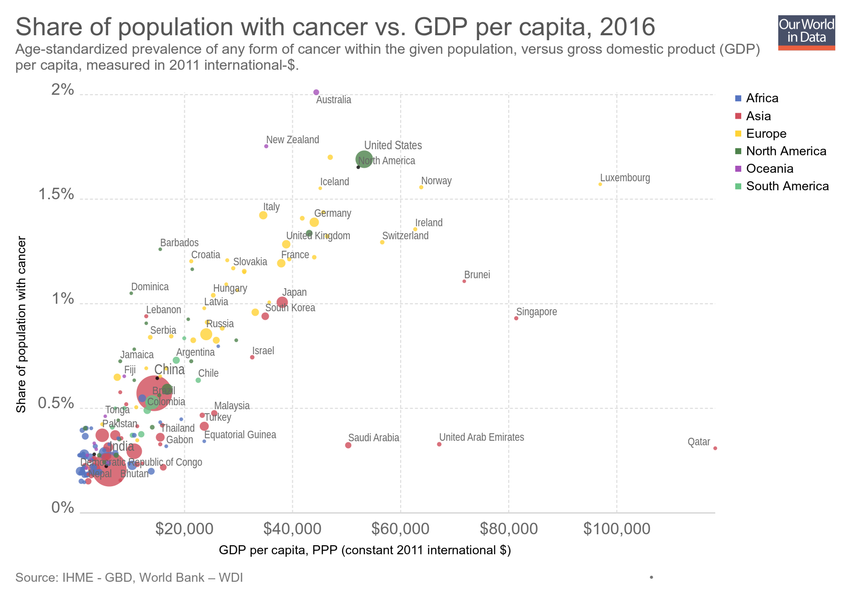 Share of population with cancer vs. GDP per capita, 2016
Our World
in Data
Age-standardized prevalence of any form of cancer within the given population, versus gross domestic product (GDP)
per capita, measured in 2011 international-$.
2%
Australia
Africa
Asia
Europe
North America
Oceania
South America
New Zealand
United States
North America
Iceland
Norway
Luxembourg
1.5%
Italy
Germany
Ireland
United Kingdom
Switzerland
Barbados
Croatia
France
Slovakia
Brunei
Dominica
Hungary
Japan
1%
Latvia
Lebanon
South Korea
Singapore
Serbia
Russia
Jamaica
Argentina
Israel
Fiji
China
Chile
Brazil
Colombia
0.5%
Tonga
Malaysia
Pakistan
Turkey
Thailand
Equatorial Guinea
Gabon
Saudi Arabia
United Arab Emirates
Qatar
India
Democratic Republic of Congo
Nepal
Bhutan
0%
$20,000
$40,000
$60,000
$80,000
$100,000
Share of population with cancer
GDP per capita, PPP (constant 2011 international $)
Source: IHME - GBD, World Bank – WDI